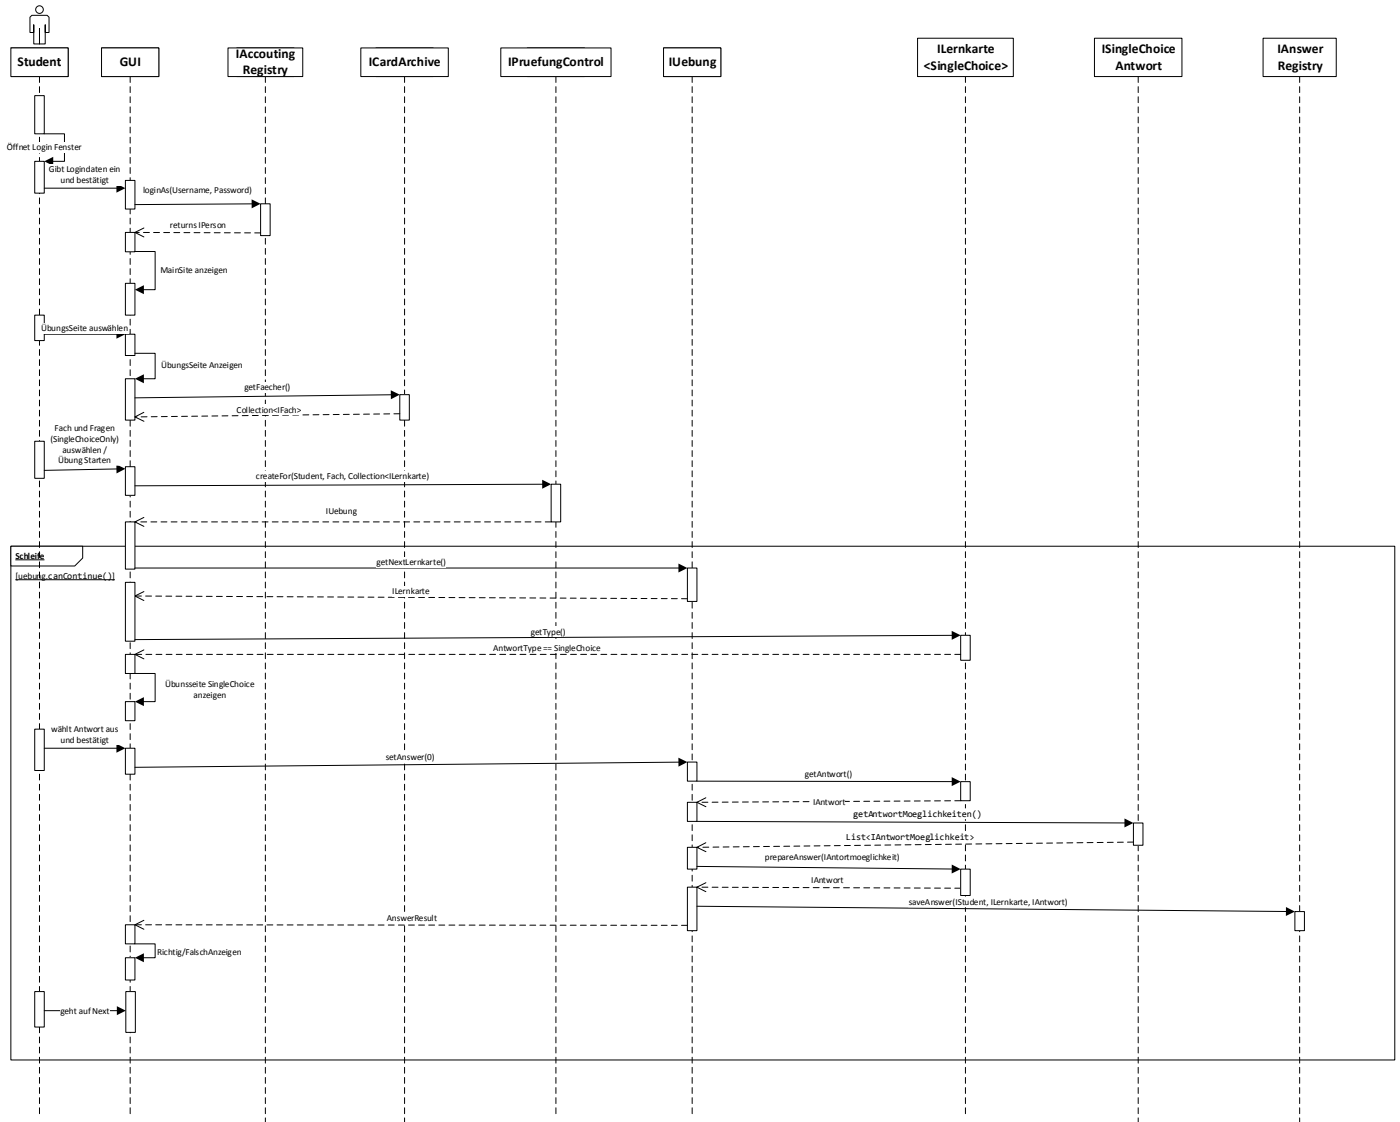 Student
GUI
IAccouting
Registry
ICardArchive
IPruefungControl
IUebung
ILernkarte
<SingleChoice>
ISingleChoice
Antwort
IAnswer
Registry
Öffnet Login Fenster
Gibt Logindaten ein
und bestätigt
loginAs(Username, Password)
returns IPerson
MainSite anzeigen
ÜbungsSeite auswählen
ÜbungsSeite Anzeigen
getFaecher()
Collection<IFach>
Fach und Fragen
(SingleChoiceOnly)
auswählen /
Übung Starten
createFor(Student, Fach, Collection<ILernkarte)
IUebung
Schleife
[uebung.canContinue()]
getNextLernkarte()
ILernkarte
getType()
AntwortType == SingleChoice
Übunsseite SingleChoice
anzeigen
wählt Antwort aus
und bestätigt
setAnswer(0)
getAntwort()
IAntwort
getAntwortMoeglichkeiten()
List<IAntwortMoeglichkeit>
prepareAnswer(IAntortmoeglichkeit)
IAntwort
saveAnswer(IStudent, ILernkarte, IAntwort)
AnswerResult
Richtig/FalschAnzeigen
geht auf Next